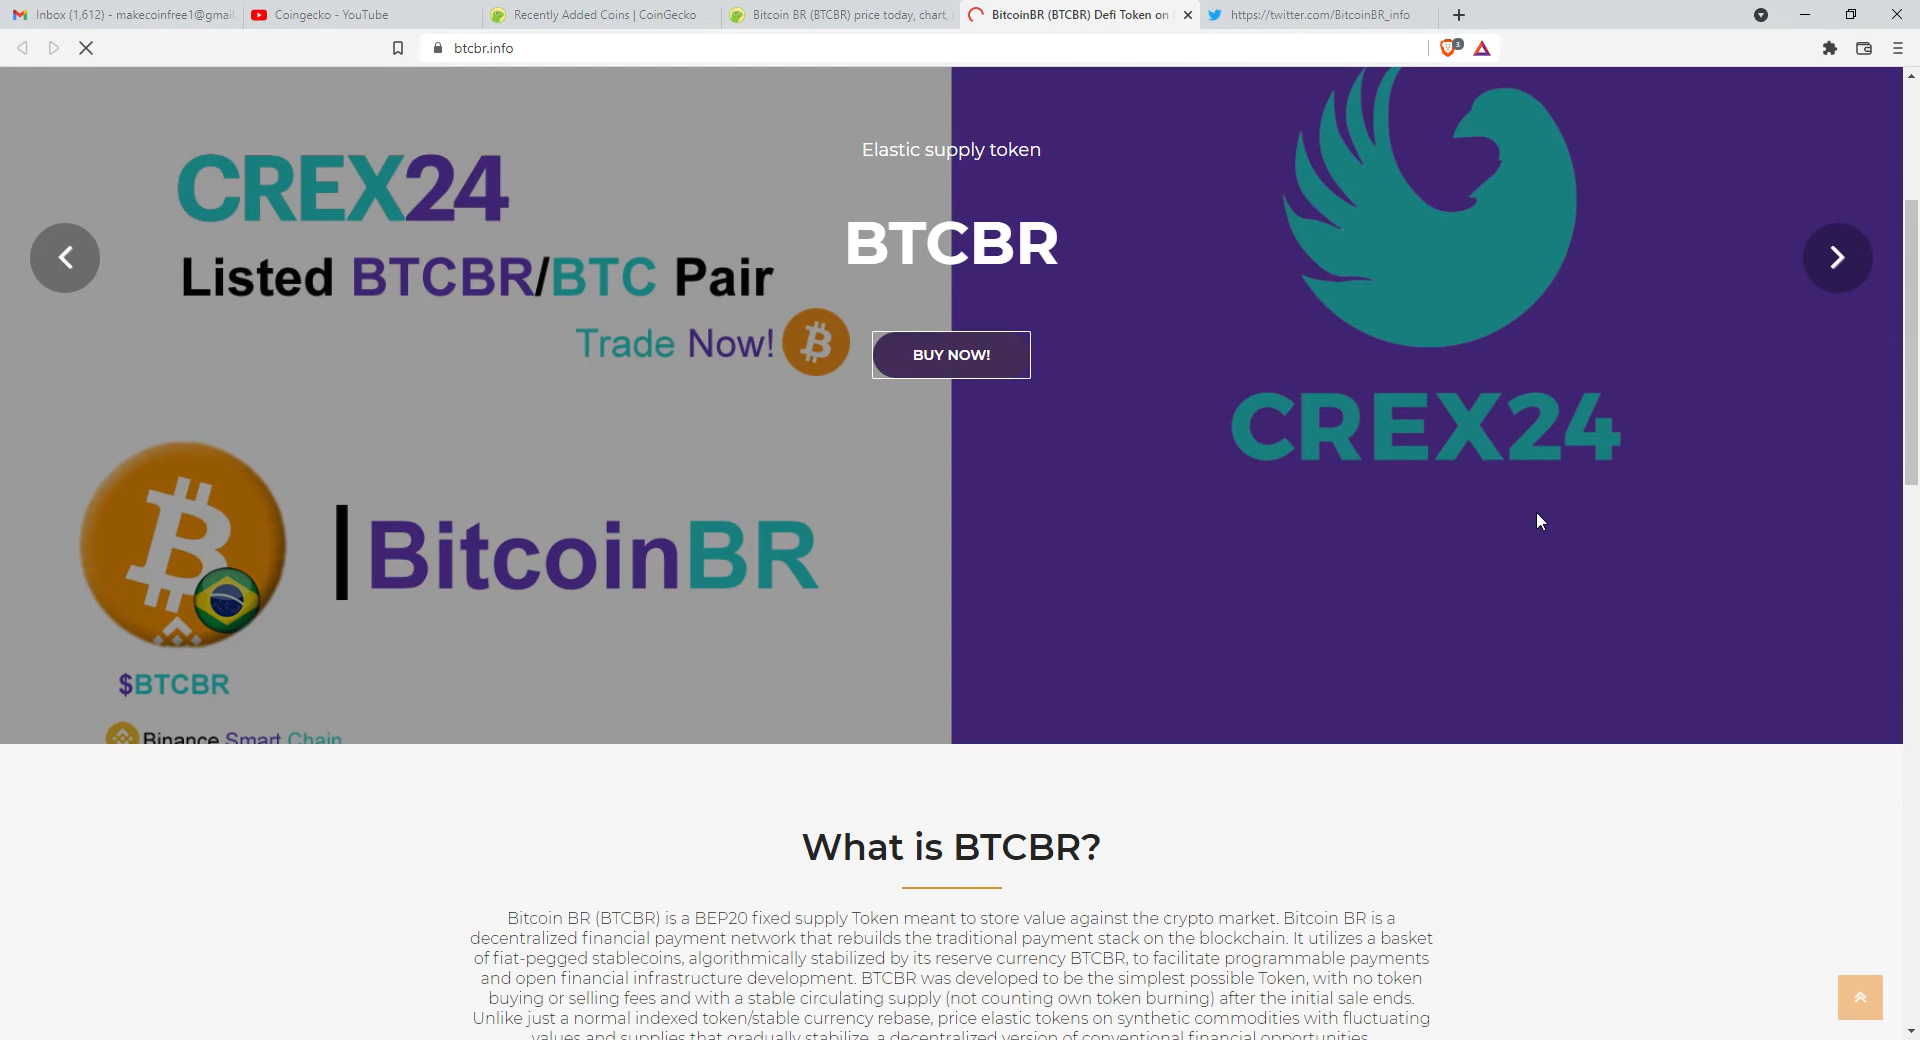 Inbox (1,612) - makecoinfree1@gmail.
Coingecko - YouTube
Recently Added Coins | CoinGecko
Bitcoin BR (BTCBR) price today, chart,
BitcoinBR (BTCBR) Defi Token on
https://twitter.com/BitcoinBR_info
btcbr.info
3
Elastic supply token
CREX24
BTCBR
Listed BTCBR/BTC Pair
Trade Now!
BUY NOW!
CREX24
BitcoinBR
$BTCBR
Binance Smart Chain
What is BTCBR?
Bitcoin BR (BTCBR) is a BEP20 fixed supply Token meant to store value against the crypto market. Bitcoin BR is a
decentralized financial payment network that rebuilds the traditional payment stack on the blockchain. It utilizes a basket
of fiat-pegged stablecoins, algorithmically stabilized by its reserve currency BTCBR, to facilitate programmable payments
and open financial infrastructure development. BTCBR was developed to be the simplest possible Token, with no token
buying or selling fees and with a stable circulating supply (not counting own token burning) after the initial sale ends.
Unlike just a normal indexed token/stable currency rebase, price elastic tokens on synthetic commodities with fluctuating
values and supplies that gradually stabilize, a decentralized version of conventional financial opportunities